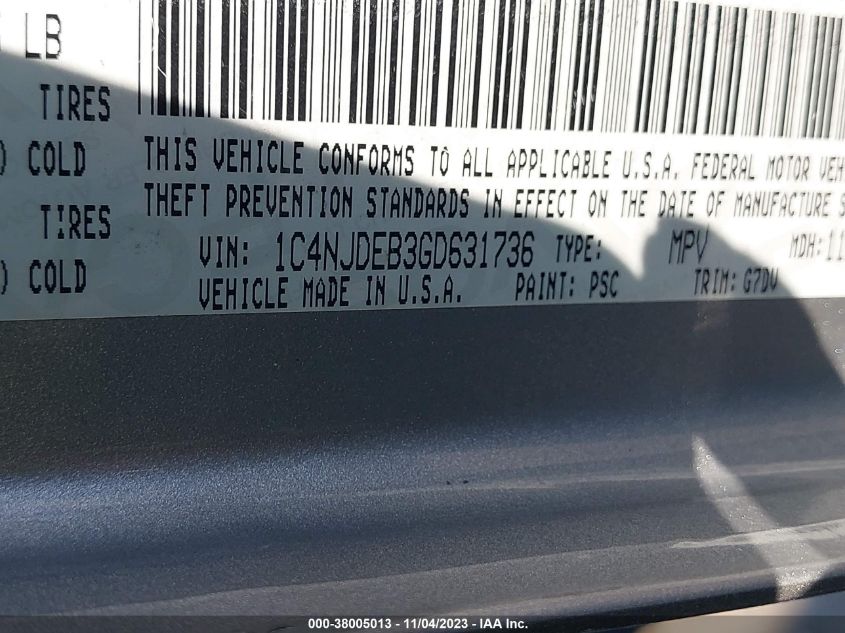 LB
TIRES
) COLD
TIRES
) COLD
THIS VEHICLE CONFORMS TO ALL APPLICABLE U.S.A. FEDERAL MOTOR VEH
THEFT PREVENTION STANDARDS IN EFFECT ON THE DATE OF MANUFACTURE S
VIN: 1C4NJDEB3GD631736 TYPE: MPV MDH:11
VEHICLE MADE IN U.S.A. PAINT: PSC TRIM: G7DV
000-38005013 - 11/04/2023 - IAA Inc.